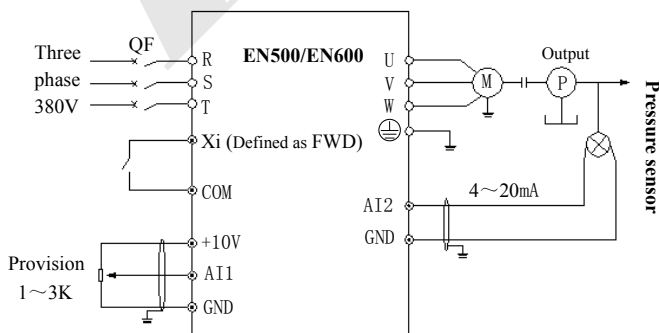 Three
phase
380V
QF
R
S
T
EN500/EN600
U
V
W
M
Output
P
Pressure sensor
Xi (Defined as FWD)
COM
4～20mA
AI2
GND
+10V
AI1
GND
Provision
1～3K